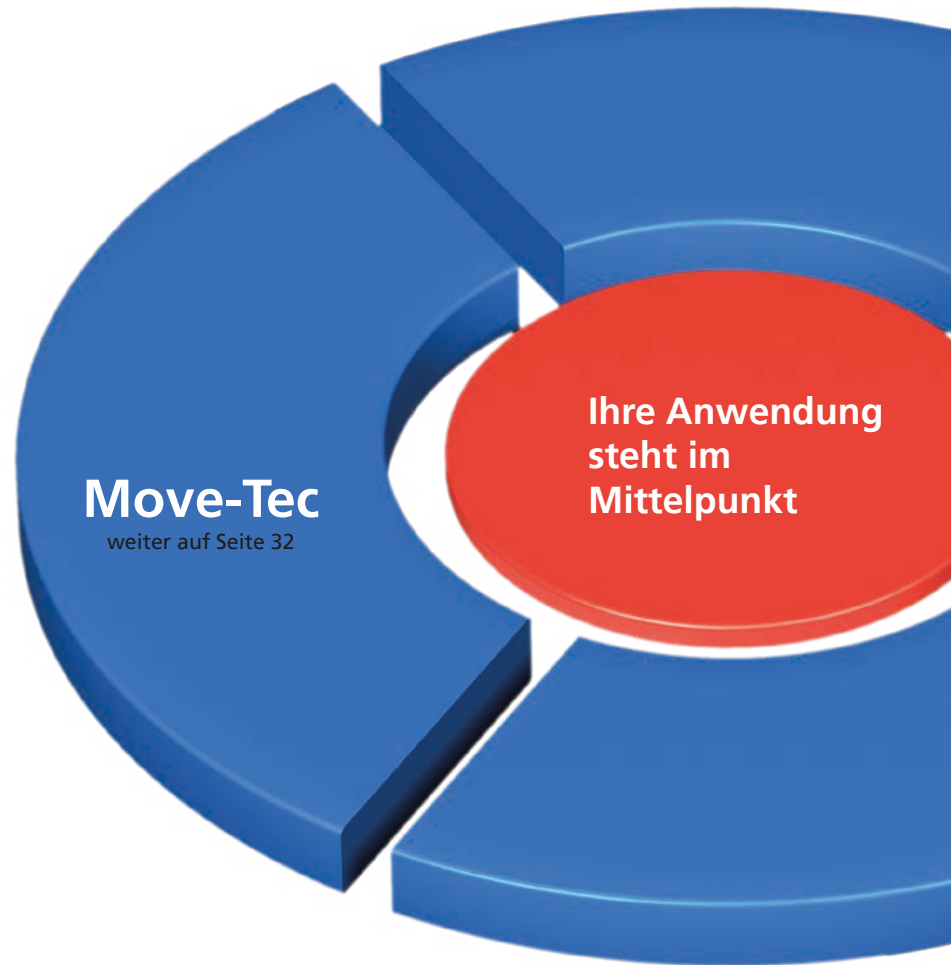 Move-Tec
weiter auf Seite 32
Ihre Anwendung
steht im
Mittelpunkt